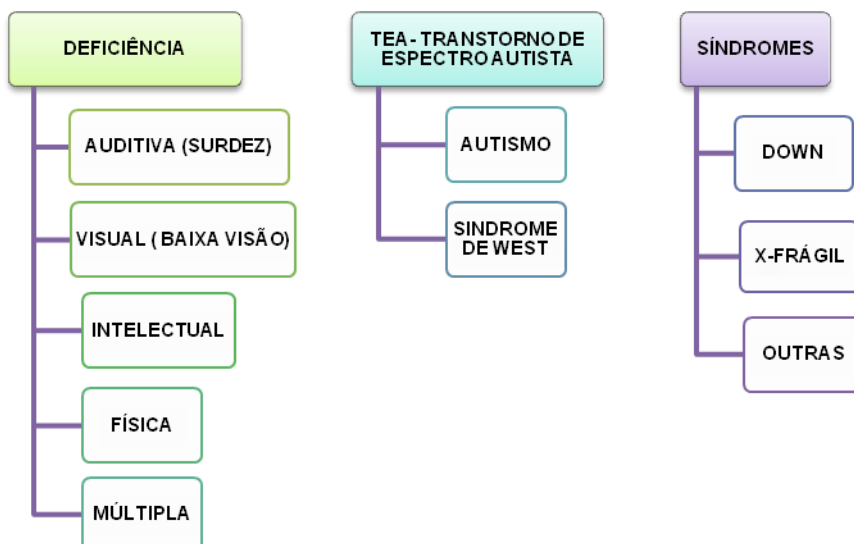 DEFICIÊNCIA
AUDITIVA (SURDEZ)
VISUAL ( BAIXA VISÃO)
INTELECTUAL
FÍSICA
MÚLTIPLA
TEA - TRANSTORNO DE
ESPECTRO AUTISTA
AUTISMO
SINDROME
DE WEST
SÍNDROMES
DOWN
X-FRÁGIL
OUTRAS